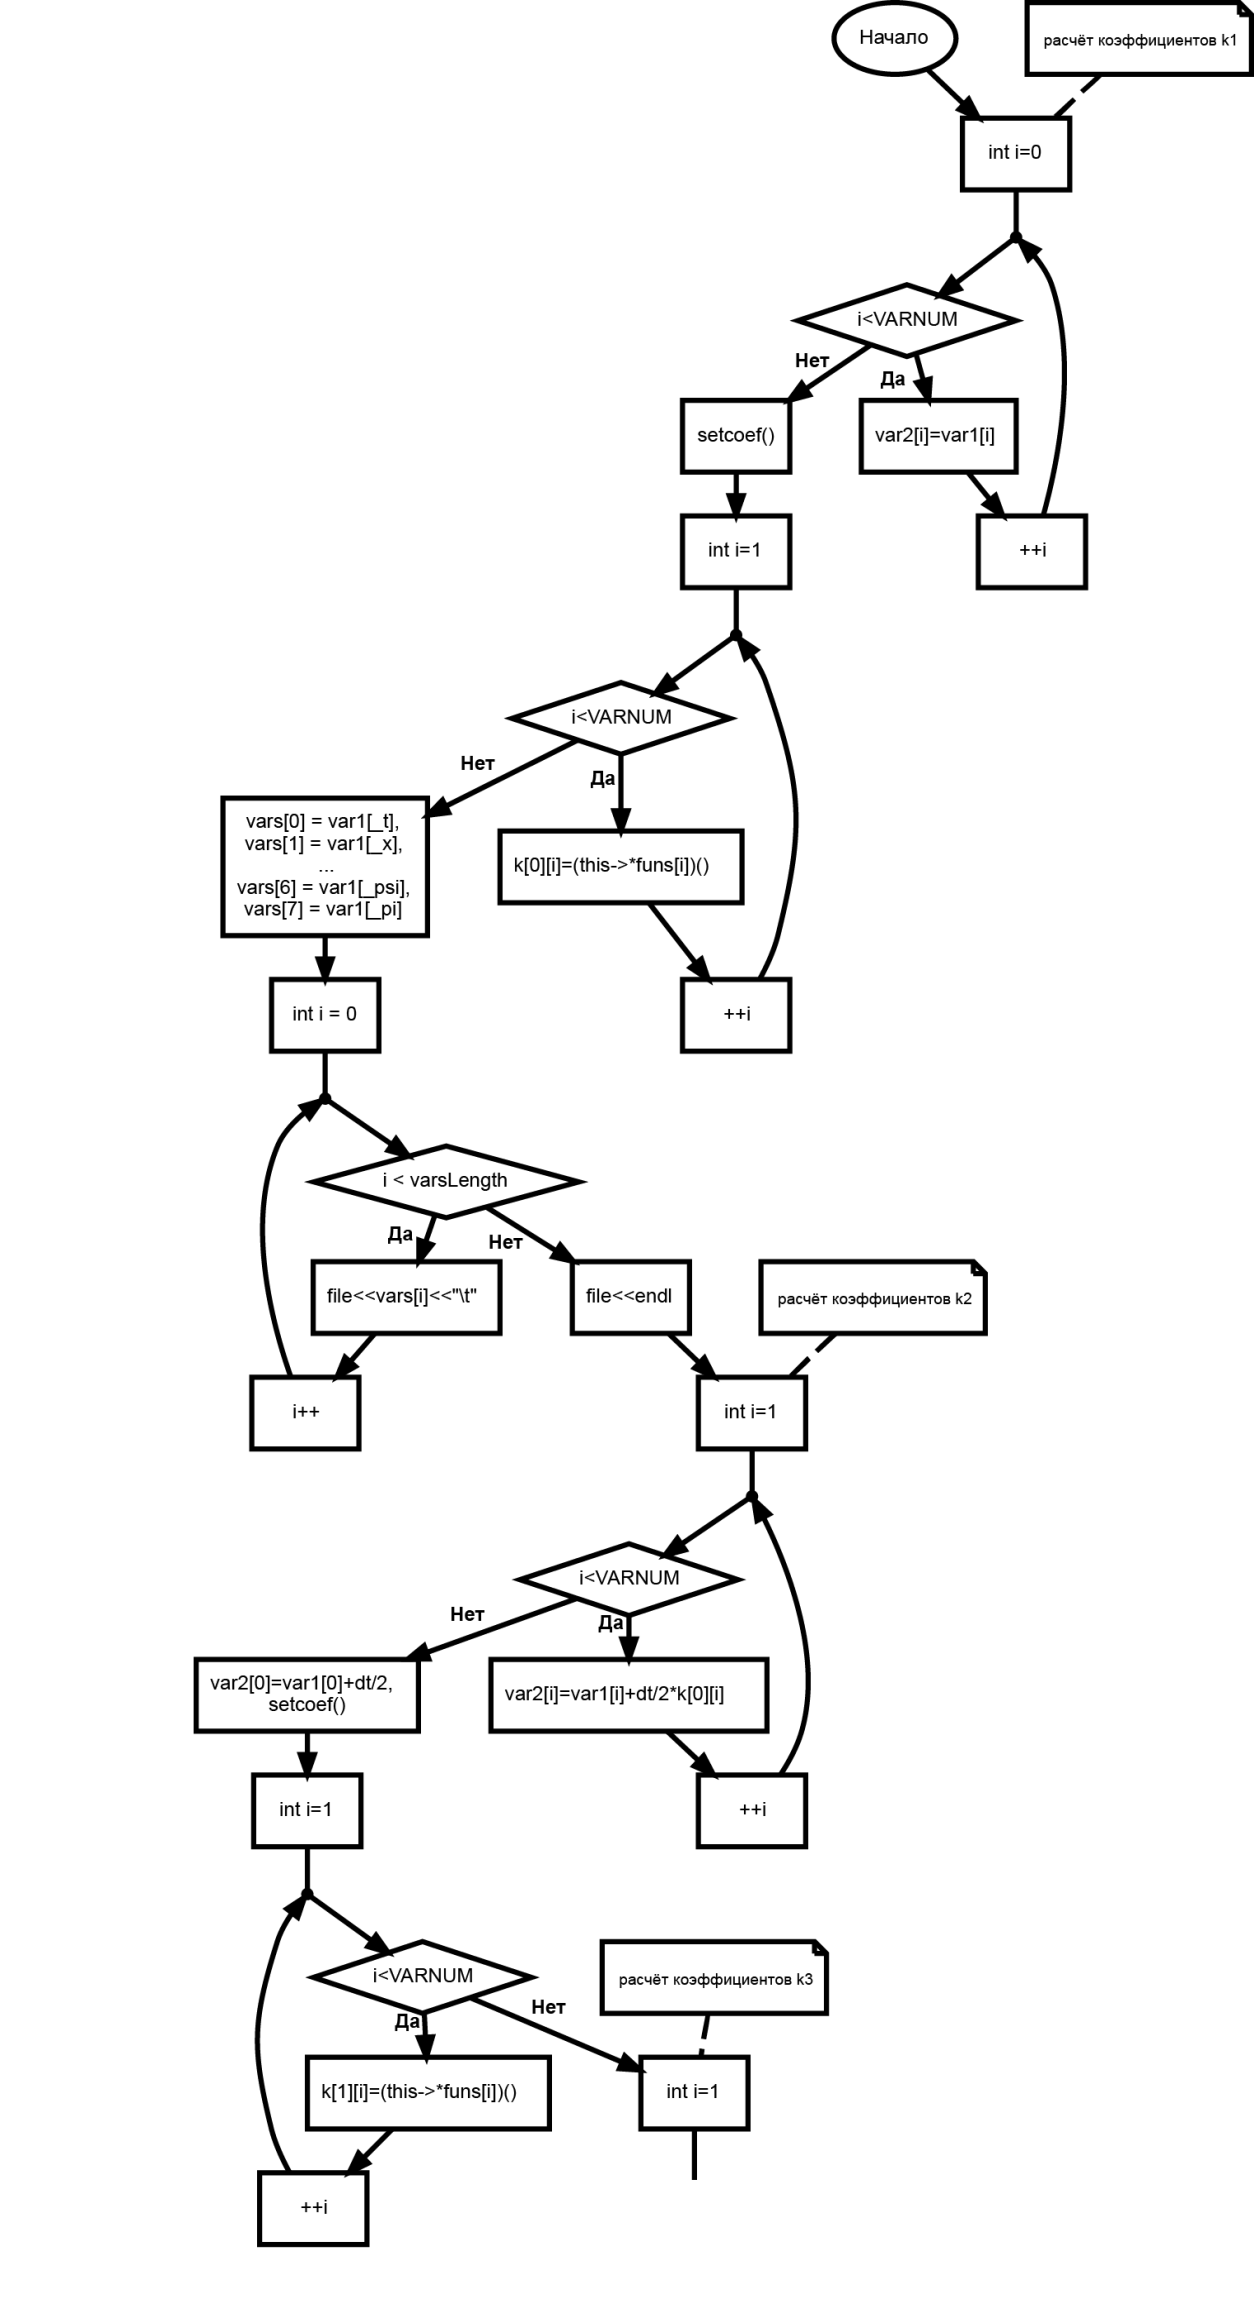 Начало
расчёт коэффициентов k1
int i=0
i<VARNUM
Нет
Да
setcoef()
var2[i]=var1[i]
int i=1
++i
i<VARNUM
Нет
Да
vars[0] = var1[_t],
vars[1] = var1[_x],
...
vars[6] = var1[_psi],
vars[7] = var1[_pi]
k[0][i]=(this->*funs[i])()
int i = 0
++i
i < varsLength
Да
Нет
file<<vars[i]<<"\t"
file<<endl
расчёт коэффициентов k2
i++
int i=1
i<VARNUM
Нет
Да
var2[0]=var1[0]+dt/2,
setcoef()
var2[i]=var1[i]+dt/2*k[0][i]
int i=1
++i
i<VARNUM
расчёт коэффициентов k3
Нет
Да
k[1][i]=(this->*funs[i])()
int i=1
++i